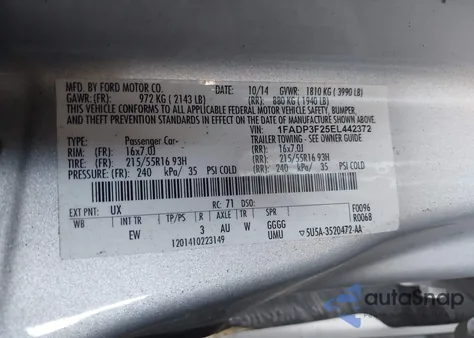 MFD. BY FORD MOTOR CO.
10/14 GVWR: 1810 KG ( 3990 LB)
GAWR: (FR): 972 KG ( 2143 LB) (RR): 880 KG ( 1940 LB)
THIS VEHICLE CONFORMS TO ALL APPLICABLE FEDERAL MOTOR VEHICLE SAFETY, BUMPER,
AND THEFT PREVENTION STANDARDS IN EFFECT ON THE DATE OF MANUFACTURE SHOWN ABOVE.
VIN: 1FADP3F25EL442372
TYPE: Passenger Car- TRAILER TOWING - SEE OWNER GUIDE
RIM: (FR): 16x7.0J (RR): 16x7.0J
TIRE: (FR): 215/55R16 93H (RR): 215/55R16 93H
PRESSURE: (FR): 240 kPa/ 35 PSI COLD (RR): 240 kPa/ 35 PSI COLD
EXT PNT: UX RC: 71 DSO: F0096
WB INT TR TP/PS R AXLE TR SPR R0068
EW 3 AU W GGGG
1201410223149 UMU 5U5A-3520472-AA
autoSnap